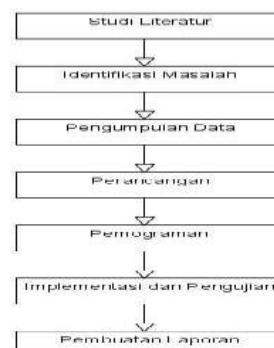 Studi Literatur
Identifikasi Masalah
Pengumpulan Data
Perancangan
Pemograman
Implementasi dan Pengujian
Pembuatan Laporan